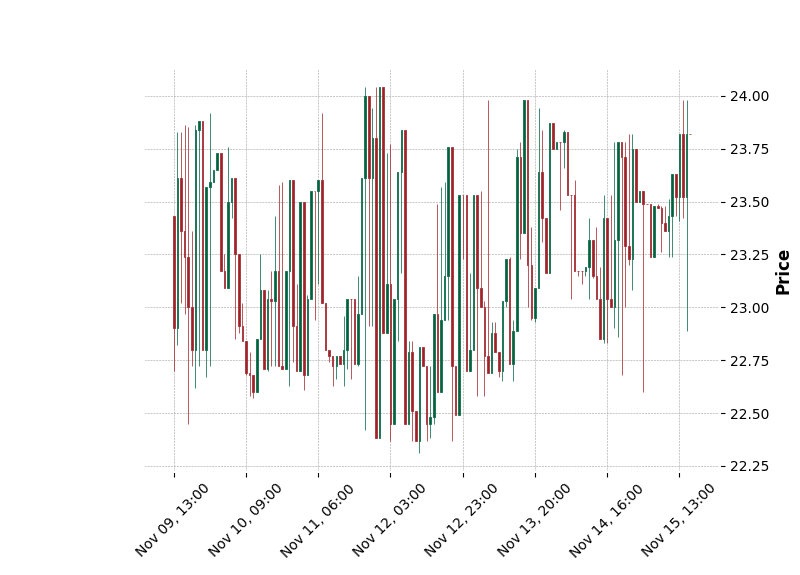 24.00
23.75
23.50
23.25
23.00
22.75
22.50
22.25
Price
Nov 09, 13:00
Nov 10, 09:00
Nov 11, 06:00
Nov 12, 03:00
Nov 12, 23:00
Nov 13, 20:00
Nov 14, 16:00
Nov 15, 13:00